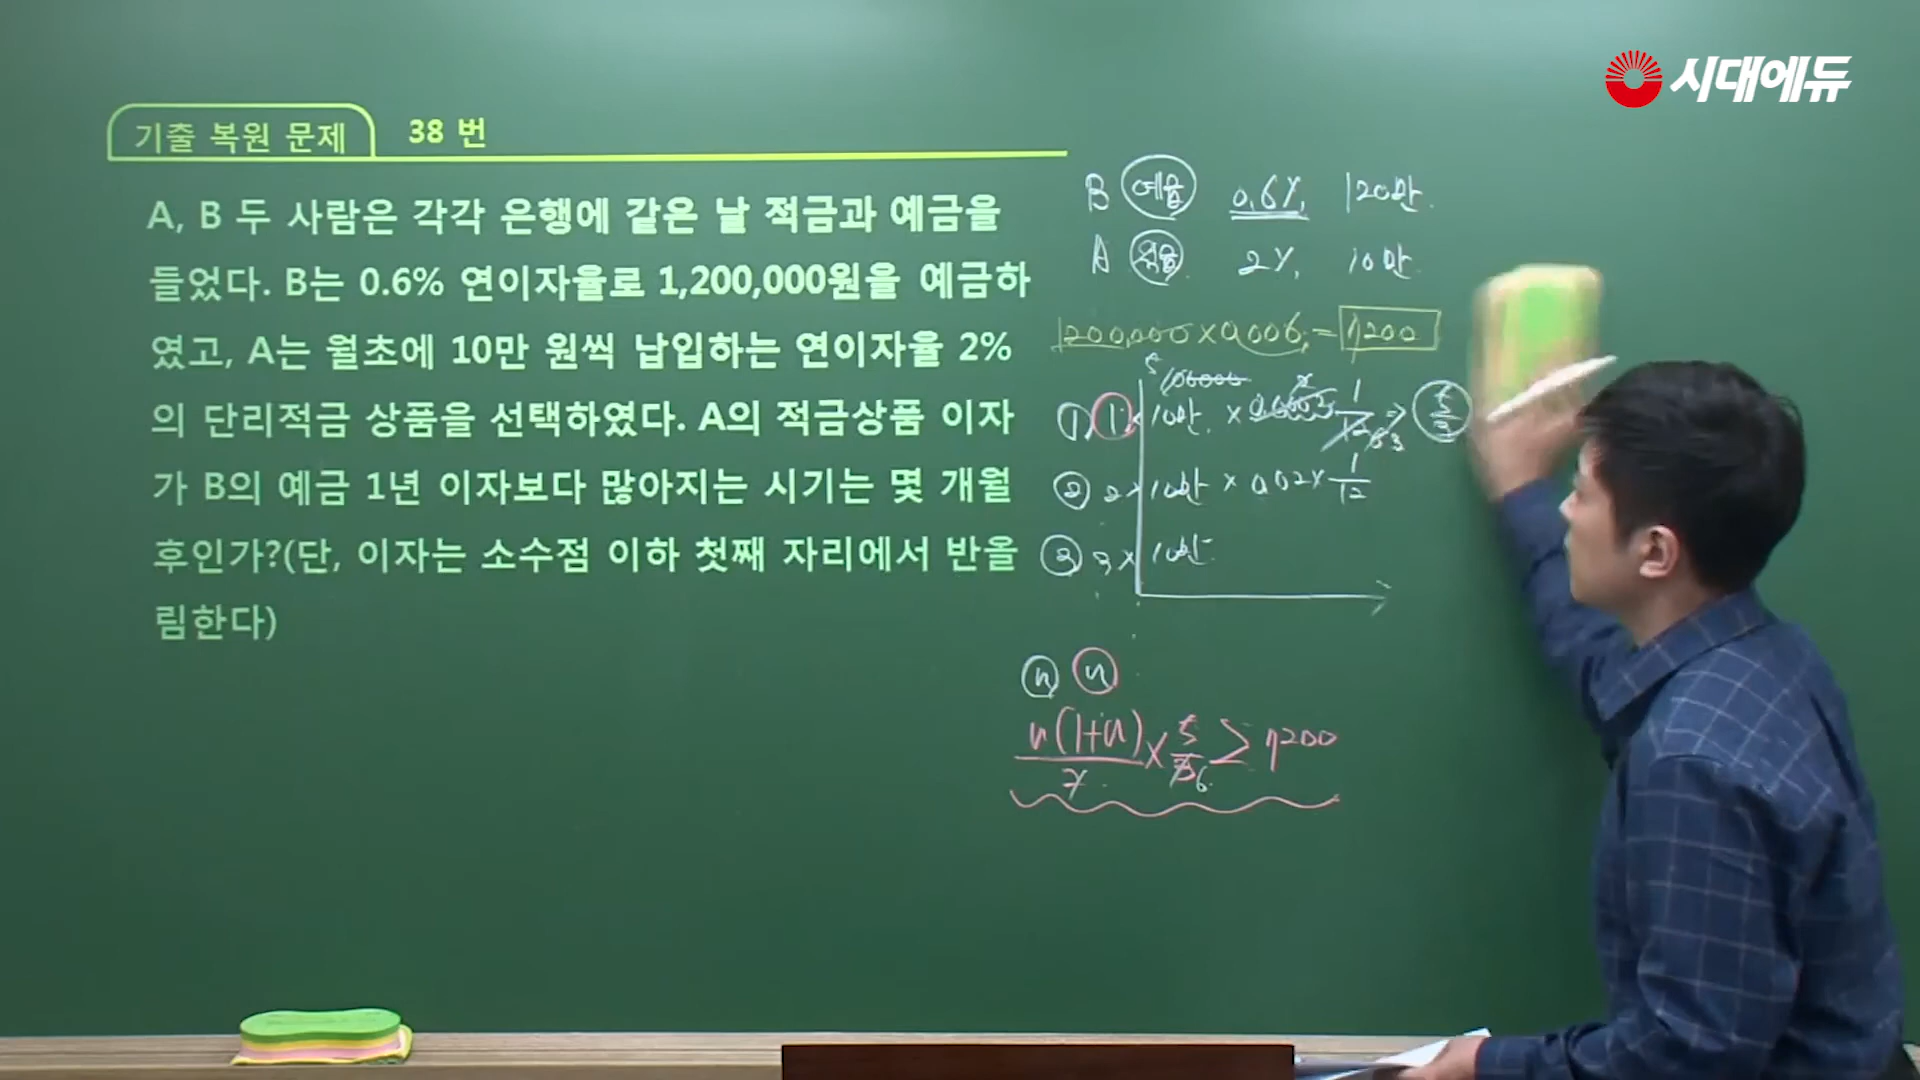 시대에듀
기출 복원 문제 38 번
A, B 두 사람은 각각 은행에 같은 날 적금과 예금을
들었다. B는 0.6% 연이자율로 1,200,000원을 예금하
였고, A는 월초에 10만 원씩 납입하는 연이자율 2%
의 단리적금 상품을 선택하였다. A의 적금상품 이자
가 B의 예금 1년 이자보다 많아지는 시기는 몇 개월
후인가?(단, 이자는 소수점 이하 첫째 자리에서 반올
림한다)
B 예금 0.6% 120만.
A 적금 2% 10만.
1200,000×0.006 = 7200
① 1× 10만 × 1/12 ⇒ 5/3
② 2× 10만 × 0.02× 1/12
③ 3× 10만
n n
n(1+n)/2 × 5/36 ≥ 7200